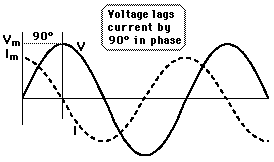 Voltage lags
current by
90° in phase
Vm
Im
90°
V
I